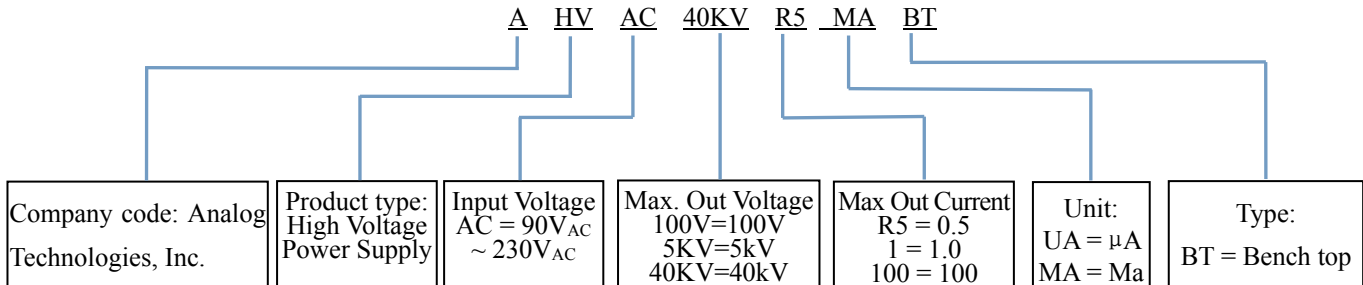 A HV AC 40KV R5 MA BT
Company code: Analog
Technologies, Inc.
Product type:
High Voltage
Power Supply
Input Voltage
AC = 90VAC
~ 230VAC
Max. Out Voltage
100V=100V
5KV=5kV
40KV=40kV
Max Out Current
R5 = 0.5
1 = 1.0
100 = 100
Unit:
UA = μA
MA = Ma
Type:
BT = Bench top